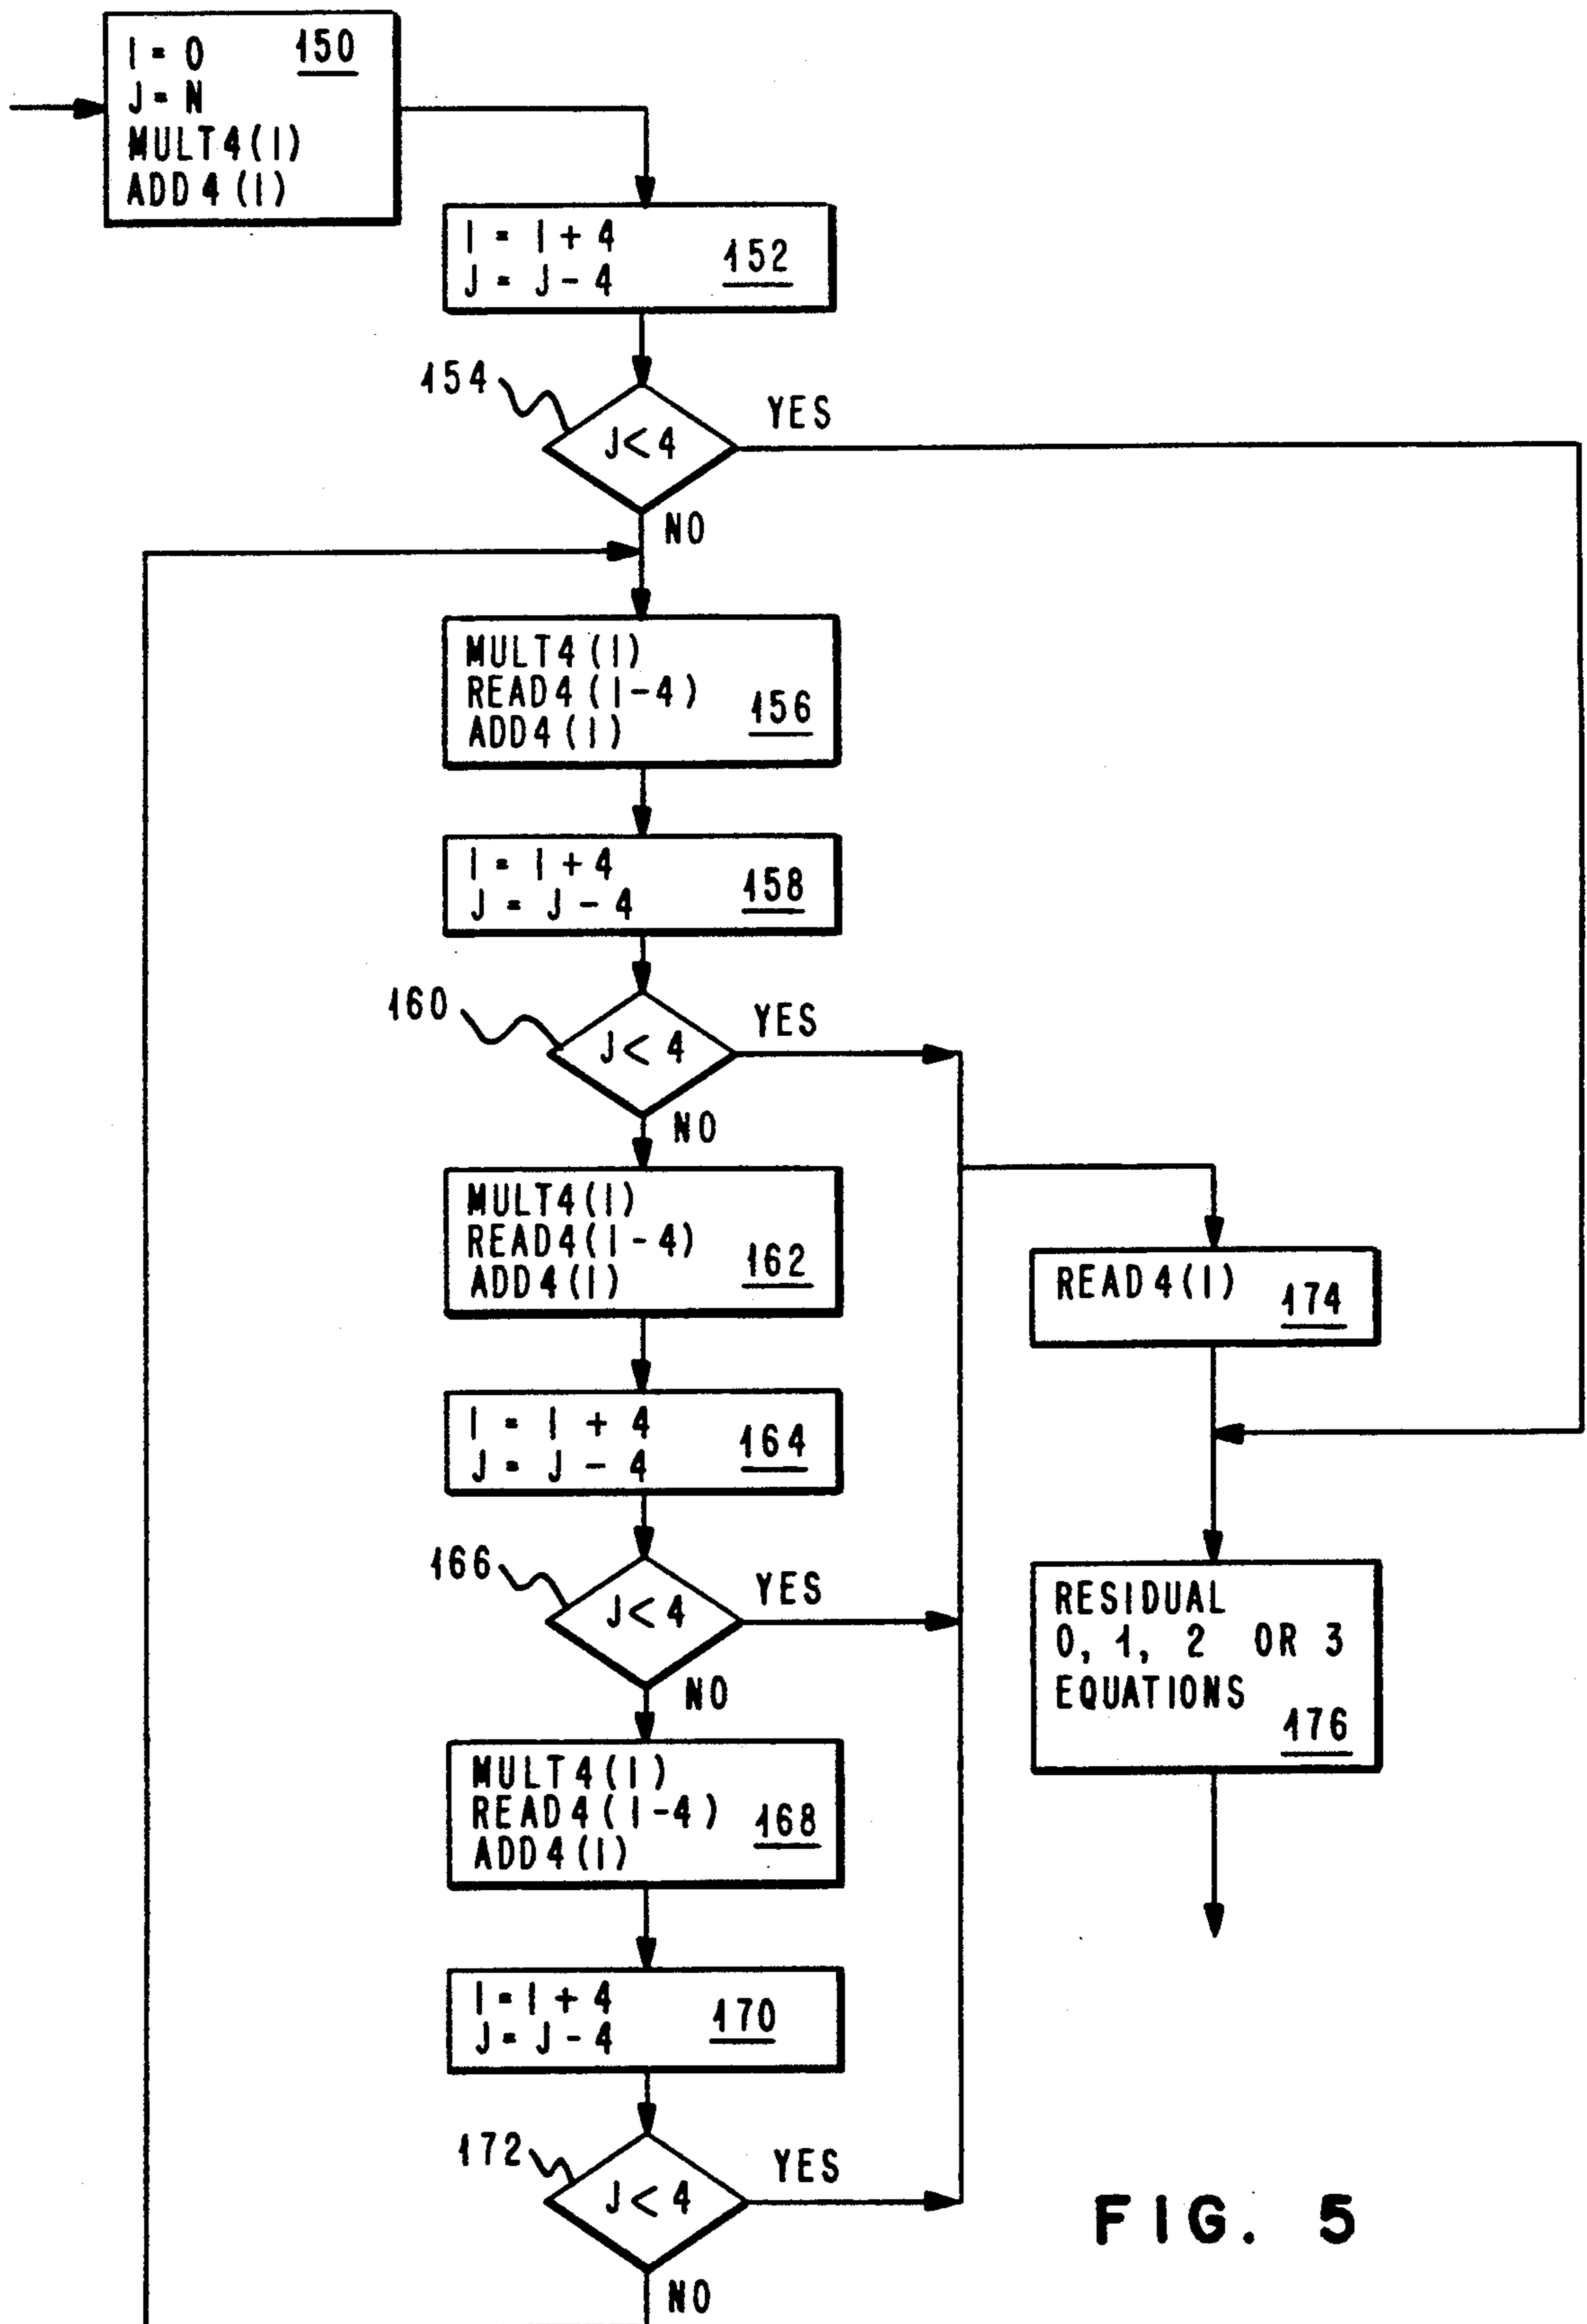 I = 0 150
J = N
MULT4(I)
ADD4(I)
I = I + 4 152
J = J - 4
154
J<4
YES
NO
MULT4(I)
READ4(I-4) 156
ADD4(I)
I = I + 4 158
J = J - 4
160
J< 4
YES
NO
MULT4(I)
READ4(I-4) 162
ADD4(I)
READ4(I) 174
I = I + 4 164
J = J - 4
166
J< 4
YES
NO
RESIDUAL
0, 1, 2 OR 3
EQUATIONS
176
MULT4(I)
READ4(I-4) 168
ADD4(I)
I = I + 4 170
J = J - 4
172
J< 4
YES
NO
FIG. 5